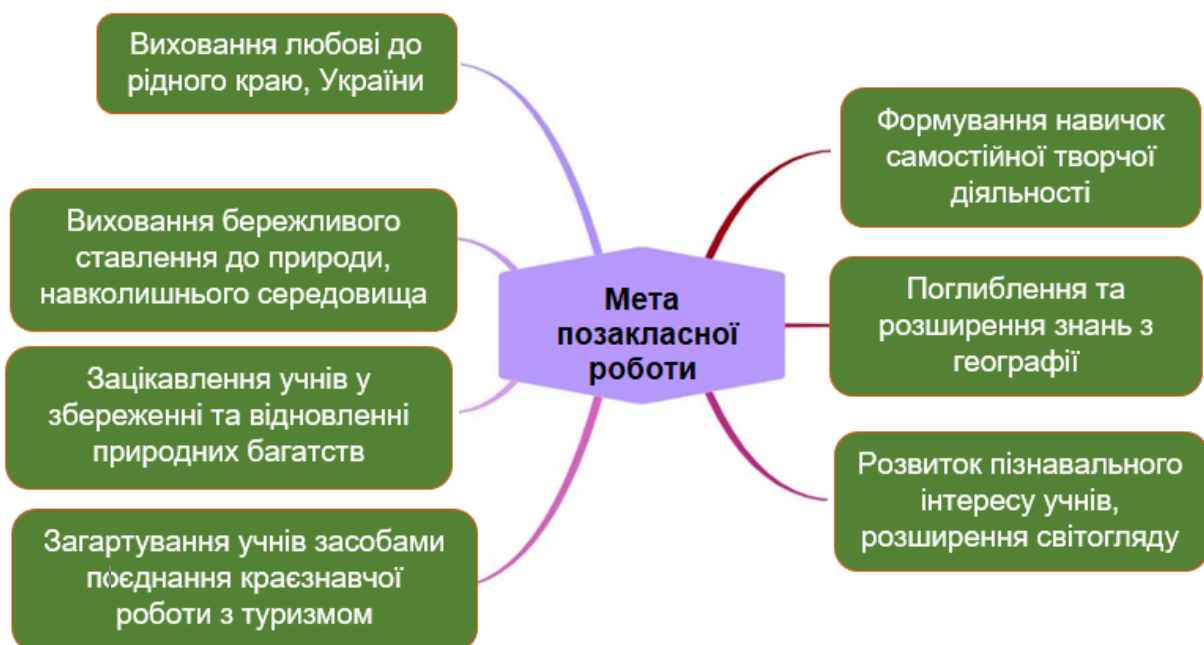 Виховання любові до
рідного краю, України
Виховання бережливого
ставлення до природи,
навколишнього середовища
Зацікавлення учнів у
збереженні та відновленні
природних багатств
Загартування учнів засобами
поєднання краєзнавчої
роботи з туризмом
Мета
позакласної
роботи
Формування навичок
самостійної творчої
діяльності
Поглиблення та
розширення знань з
географії
Розвиток пізнавального
інтересу учнів,
розширення світогляду